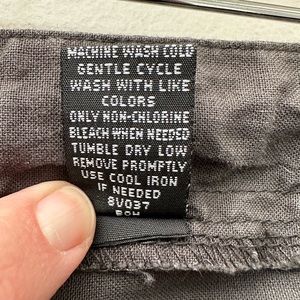 MACHINE WASH COLD
GENTLE CYCLE
WASH WITH LIKE
COLORS
ONLY NON-CHLORINE
BLEACH WHEN NEEDED
TUMBLE DRY LOW
REMOVE PROMPTLY
USE COOL IRON
IF NEEDED
8V037